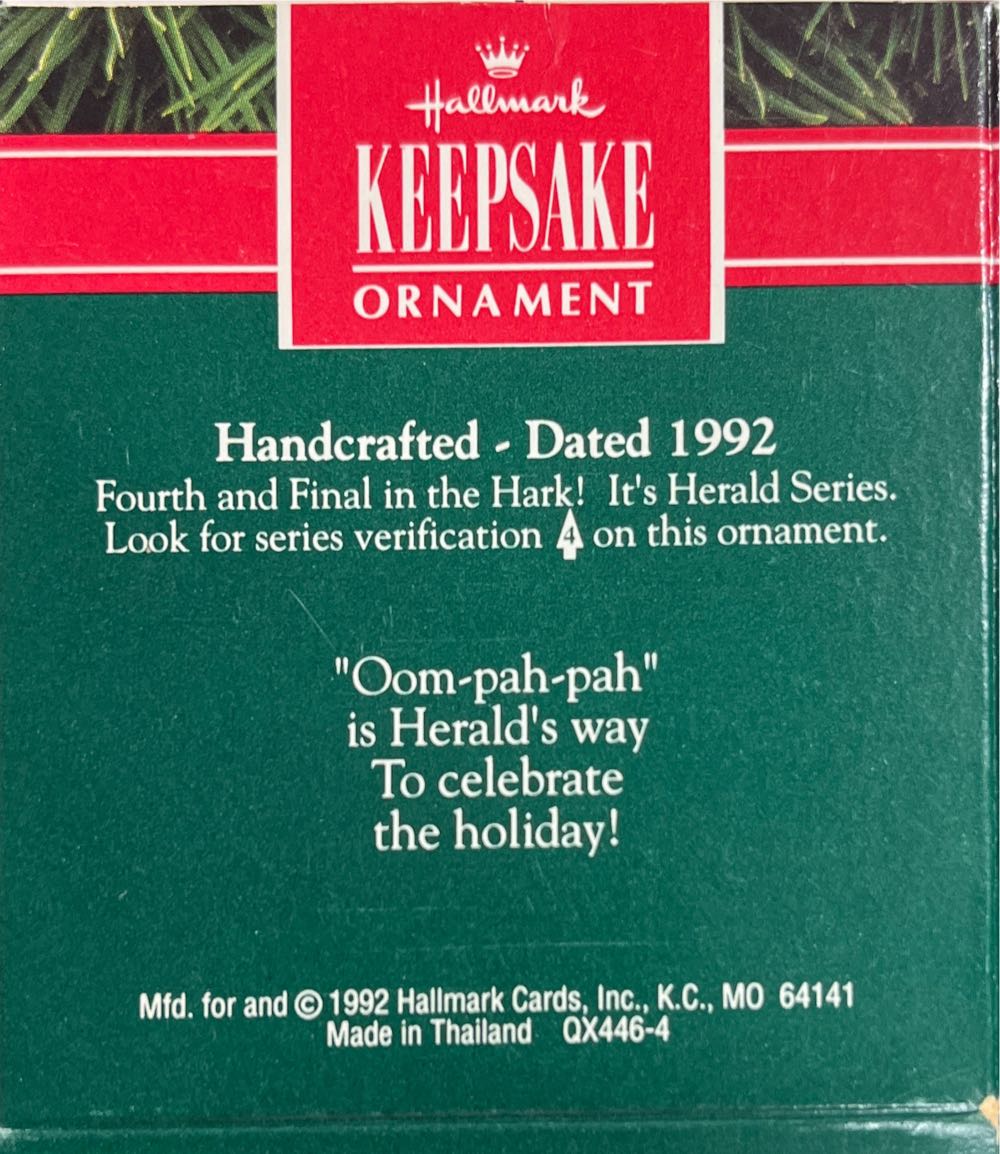 Hallmark
KEEPSAKE
ORNAMENT
Handcrafted - Dated 1992
Fourth and Final in the Hark! It's Herald Series.
Look for series verification 4 on this ornament.
"Oom-pah-pah"
is Herald's way
To celebrate
the holiday!
Mfd. for and © 1992 Hallmark Cards, Inc., K.C., MO 64141
Made in Thailand QX446-4